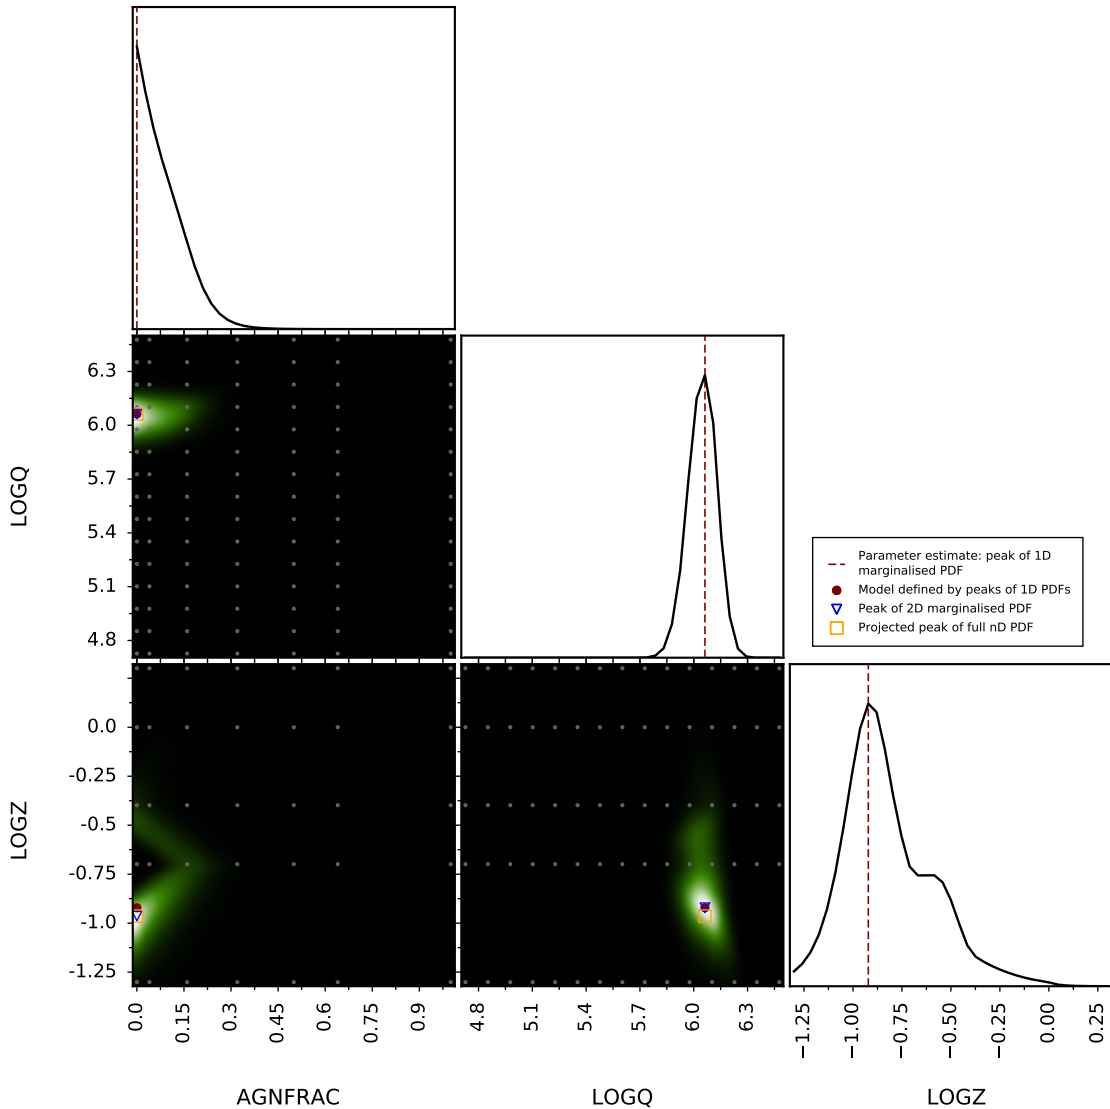 6.3
6.0
5.7
5.4
5.1
4.8
LOGQ
Parameter estimate: peak of 1D
marginalised PDF
Model defined by peaks of 1D PDFs
Peak of 2D marginalised PDF
Projected peak of full nD PDF
0.0
-0.25
-0.5
-0.75
-1.0
-1.25
LOGZ
0.0 0.15 0.3 0.45 0.6 0.75 0.9
4.8 5.1 5.4 5.7 6.0 6.3
−1.25 −1.00 −0.75 −0.50 −0.25 0.00 0.25
AGNFRAC LOGQ LOGZ